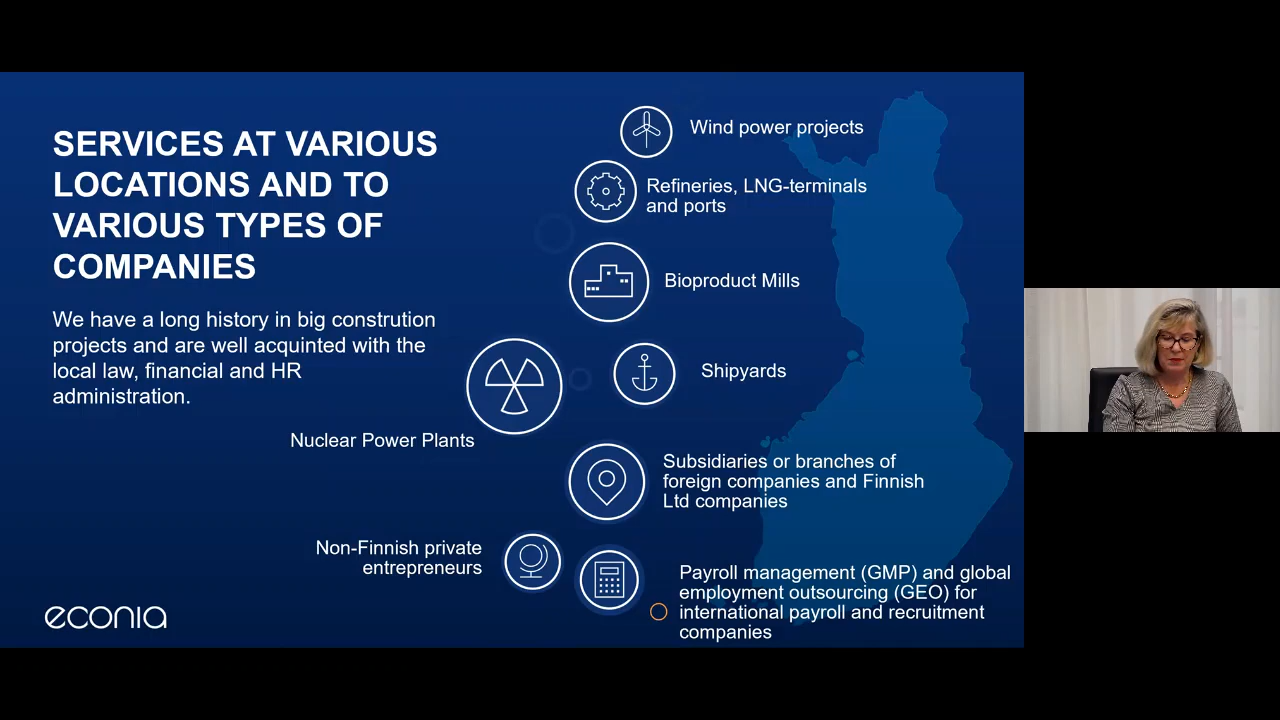 SERVICES AT VARIOUS
LOCATIONS AND TO
VARIOUS TYPES OF
COMPANIES
We have a long history in big constrution
projects and are well acquinted with the
local law, financial and HR
administration.
Wind power projects
Refineries, LNG-terminals
and ports
Bioproduct Mills
Shipyards
Nuclear Power Plants
Subsidiaries or branches of
foreign companies and Finnish
Ltd companies
Non-Finnish private
entrepreneurs
Payroll management (GMP) and global
employment outsourcing (GEO) for
international payroll and recruitment
companies
econia